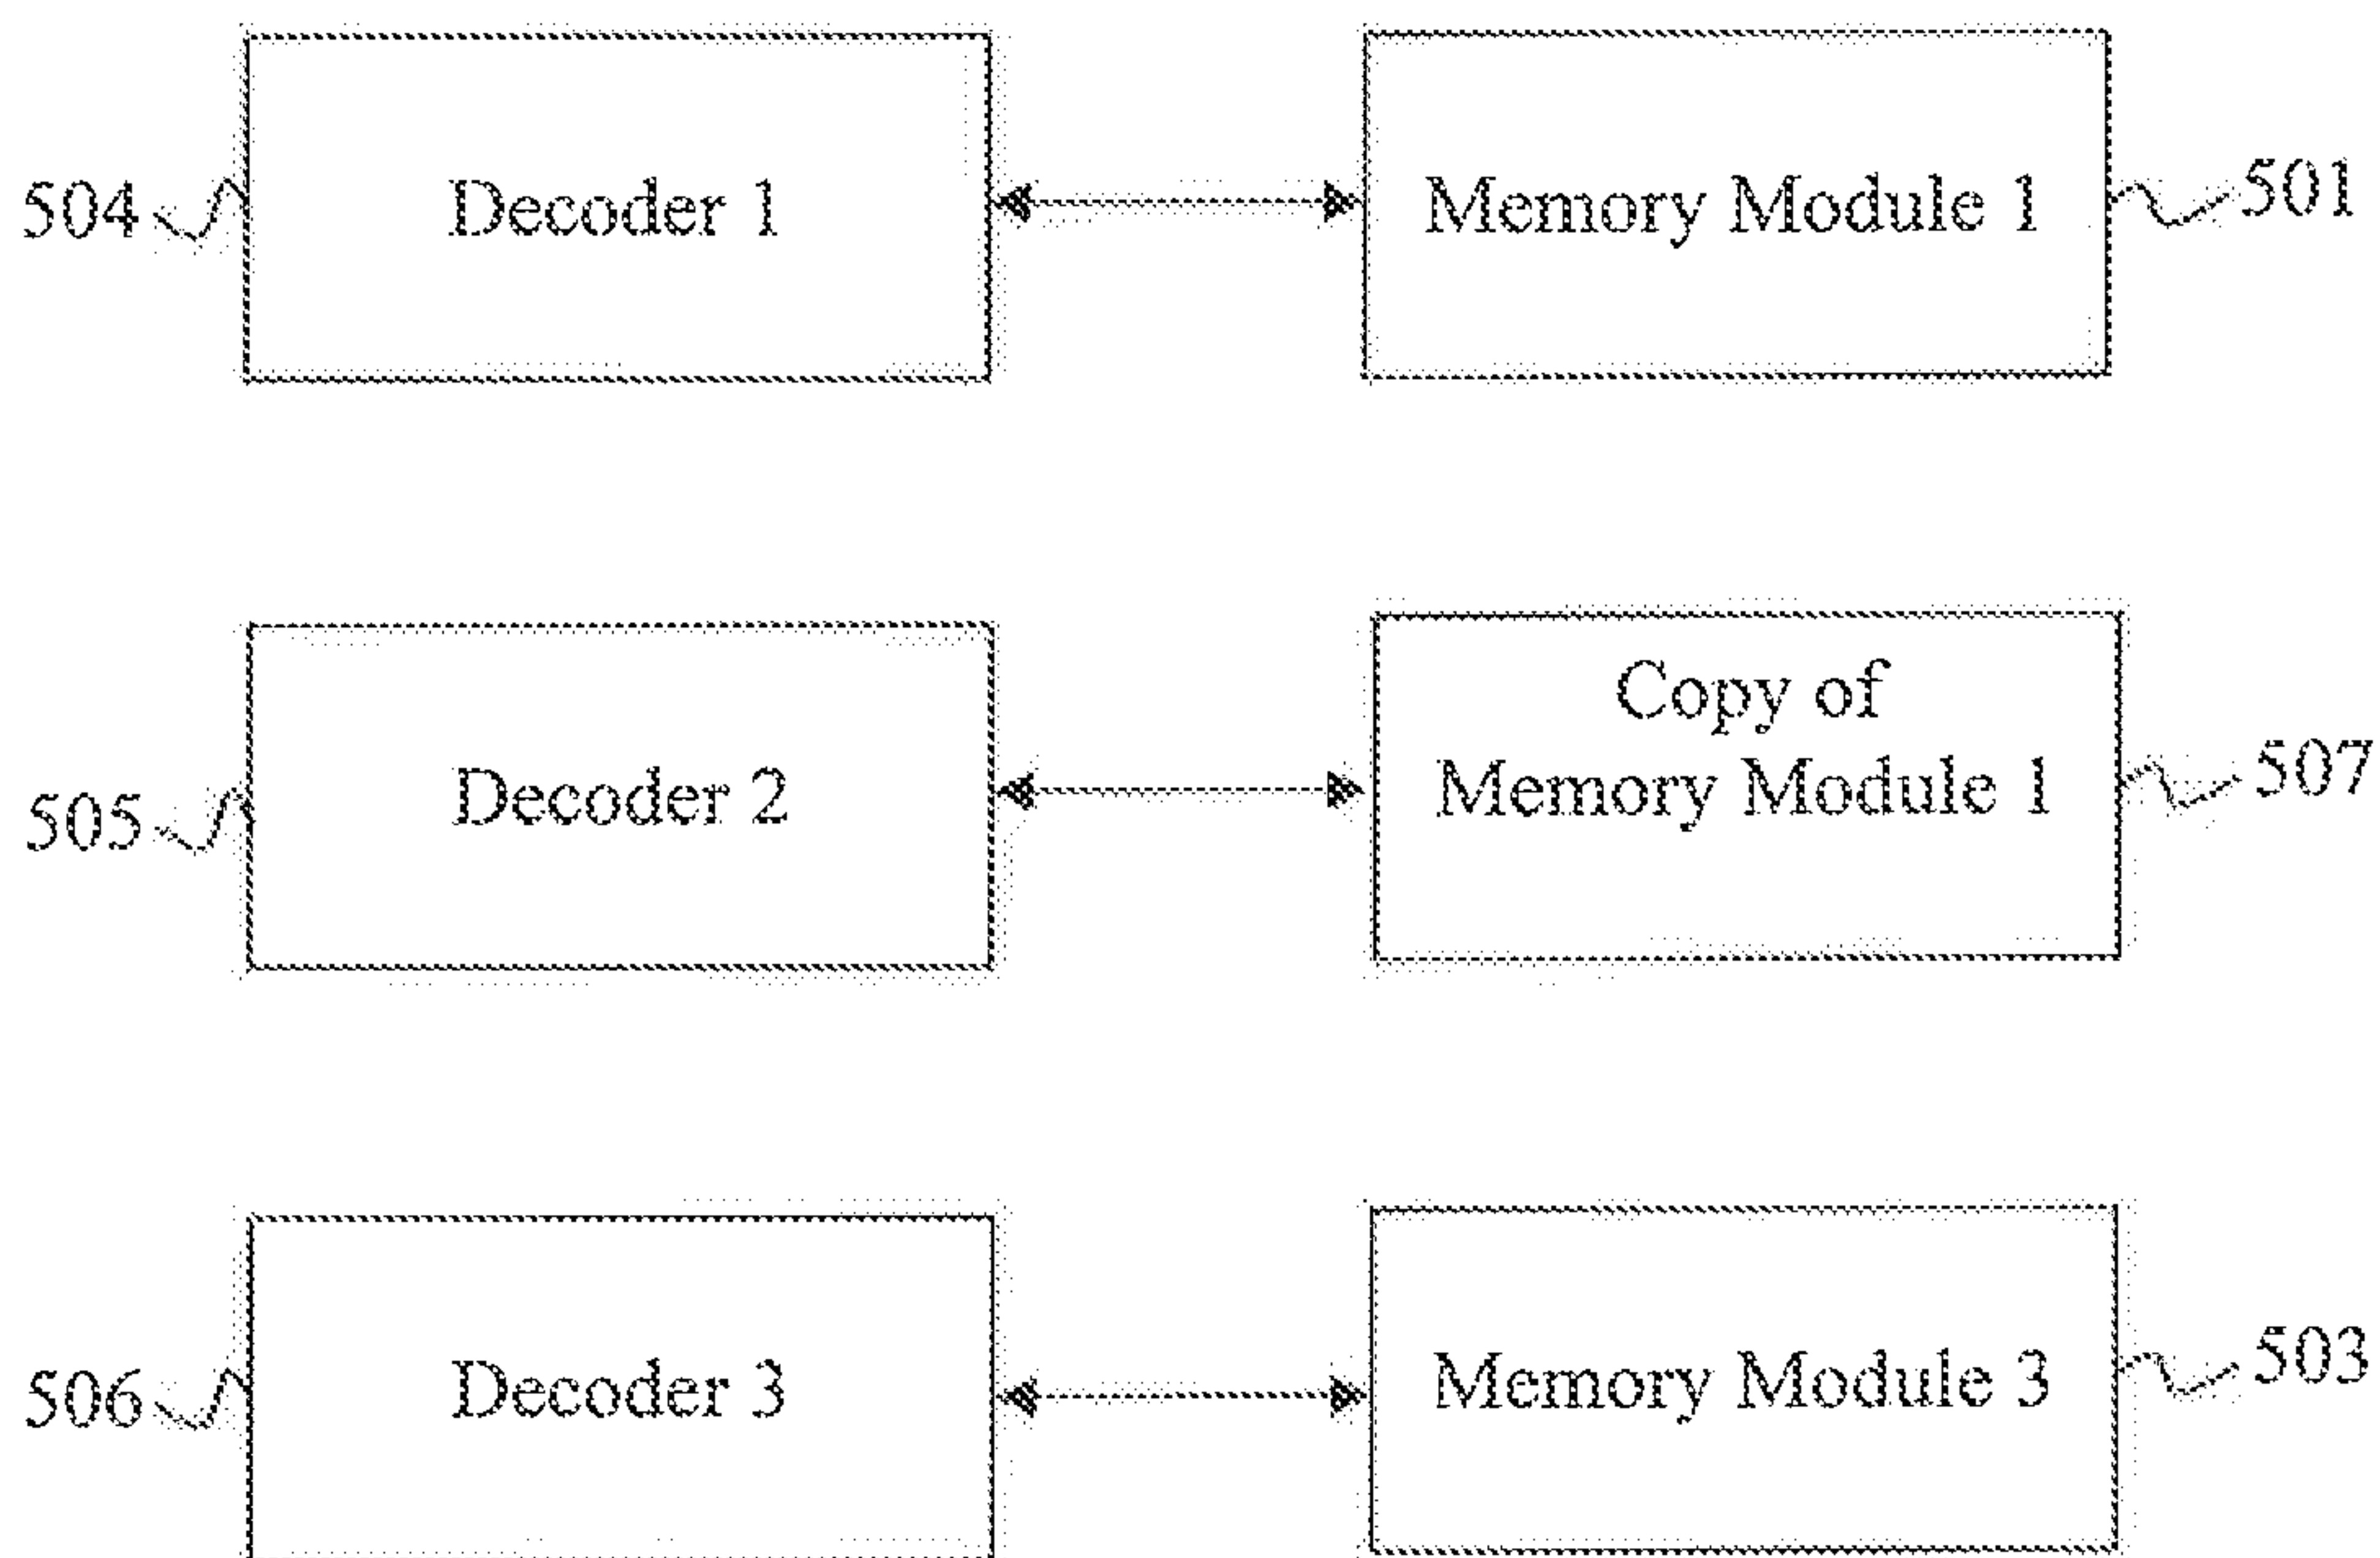 504 Decoder 1 Memory Module 1 501
Copy of
505 Decoder 2 Memory Module 1 507
506 Decoder 3 Memory Module 3 503